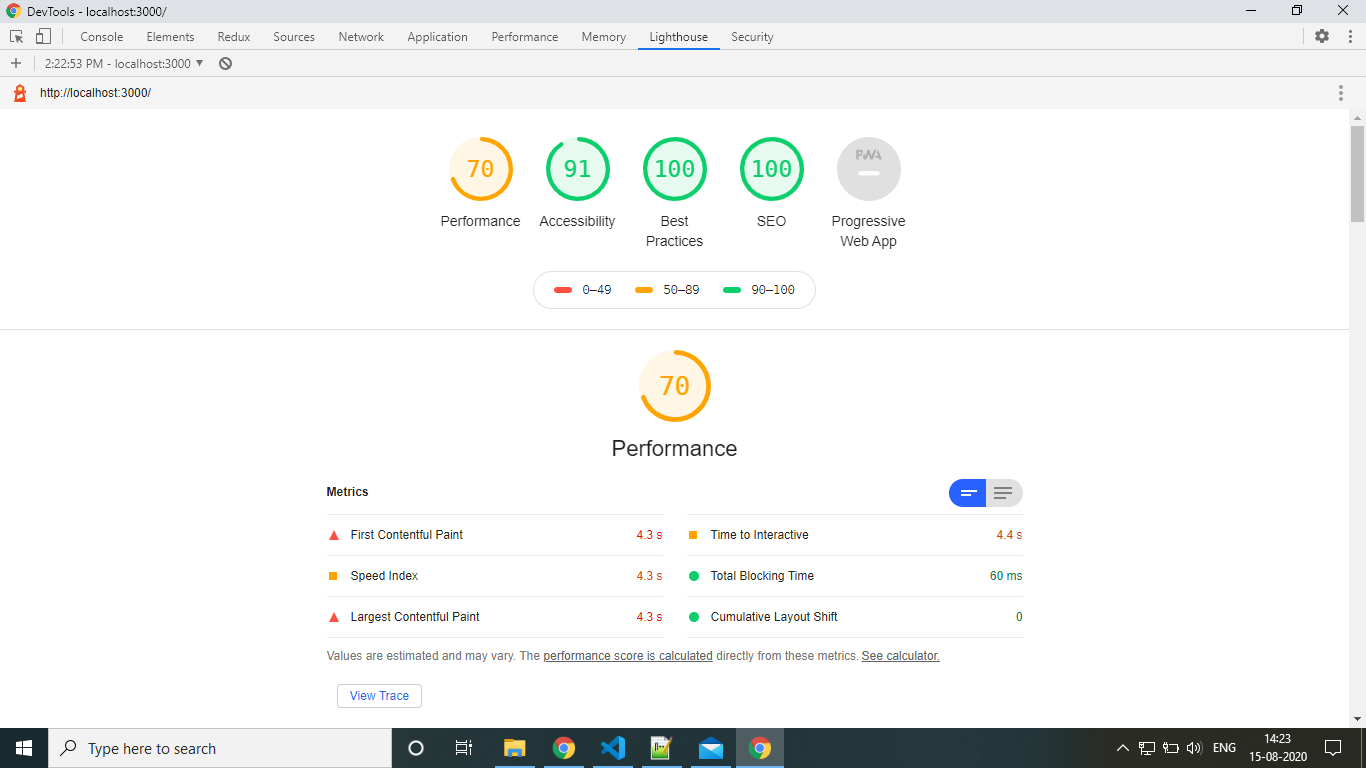 DevTools - localhost:3000/
Console Elements Redux Sources Network Application Performance Memory Lighthouse Security
2:22:53 PM - localhost:3000
http://localhost:3000/
70 91 100 100 PWA
Performance Accessibility Best Practices SEO Progressive Web App
0–49 50–89 90–100
70
Performance
Metrics
First Contentful Paint 4.3 s
Time to Interactive 4.4 s
Speed Index 4.3 s
Total Blocking Time 60 ms
Largest Contentful Paint 4.3 s
Cumulative Layout Shift 0
Values are estimated and may vary. The performance score is calculated directly from these metrics. See calculator.
View Trace
Type here to search
ENG
14:23
15-08-2020